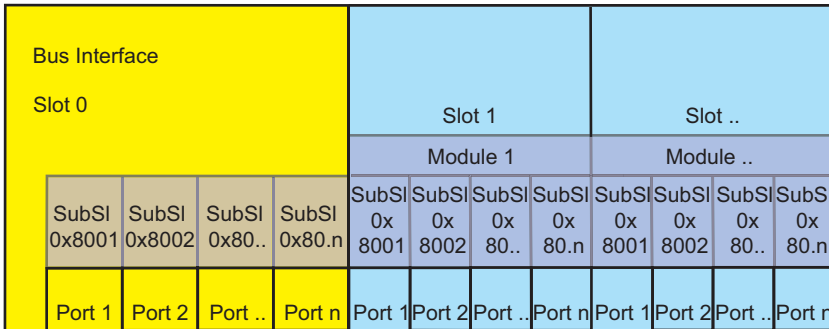 Bus Interface
Slot 0
Slot 1
Slot ..
Module 1
Module ..
SubSl
0x8001
SubSl
0x8002
SubSl
0x80..
SubSl
0x80.n
SubSl
0x
8001
SubSl
0x
8002
SubSl
0x
80..
SubSl
0x
80.n
SubSl
0x
8001
SubSl
0x
8002
SubSl
0x
80..
SubS
0x
80.n
Port 1
Port 2
Port ..
Port n
Port 1
Port 2
Port ..
Port n
Port 1
Port 2
Port ..
Port n